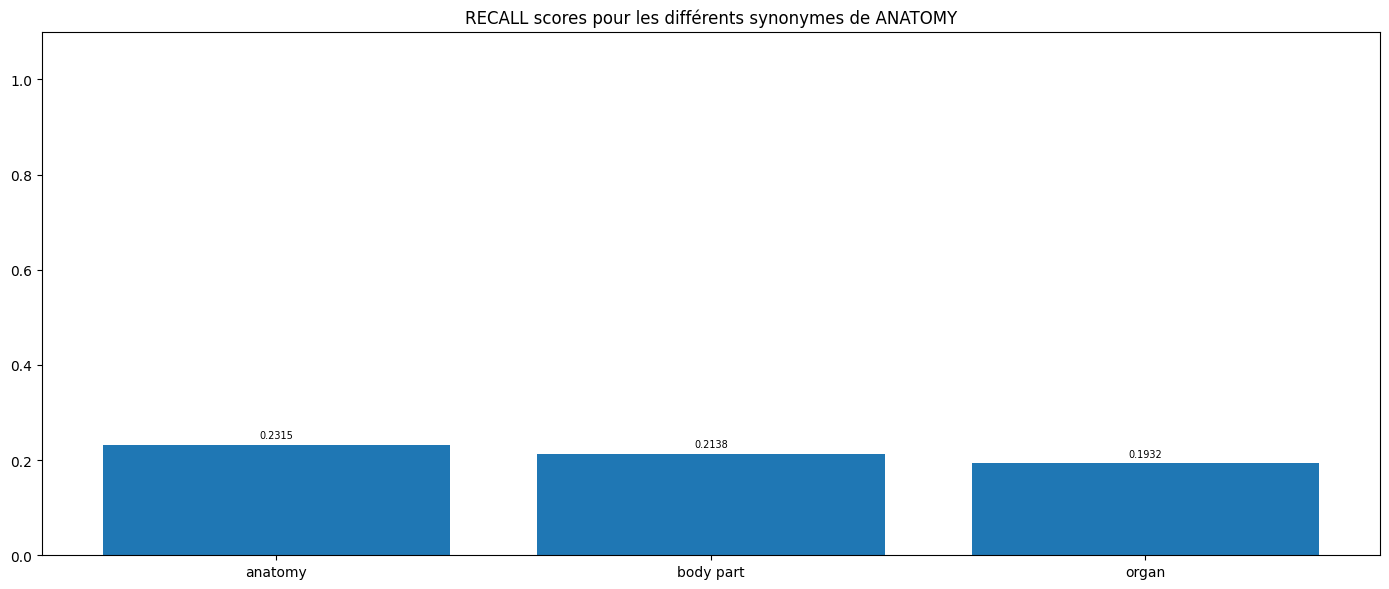 RECALL scores pour les différents synonymes de ANATOMY
1.0
0.8
0.6
0.4
0.2
0.0
0.2315
0.2138
0.1932
anatomy
body part
organ